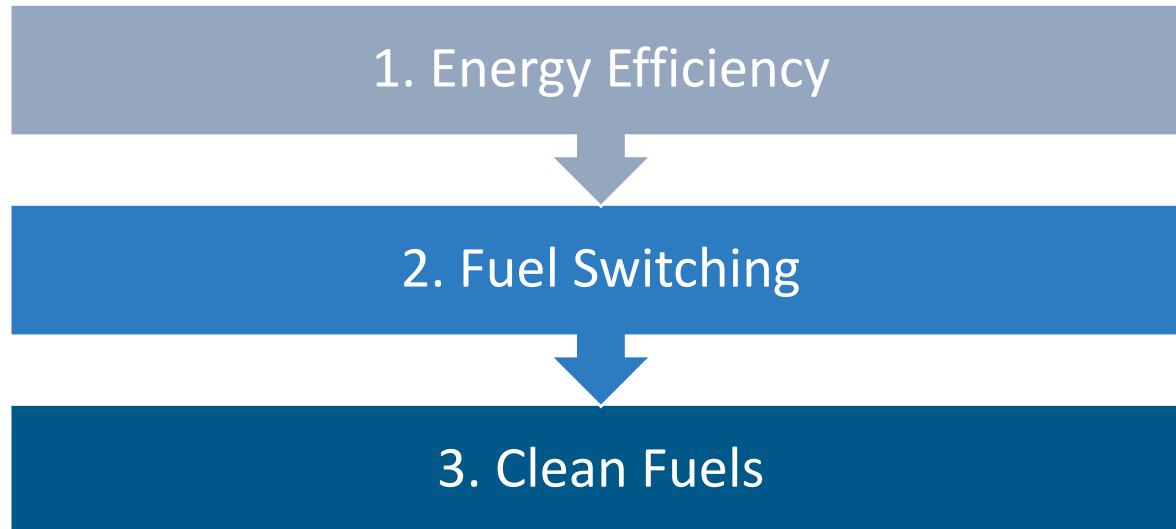 1. Energy Efficiency
2. Fuel Switching
3. Clean Fuels